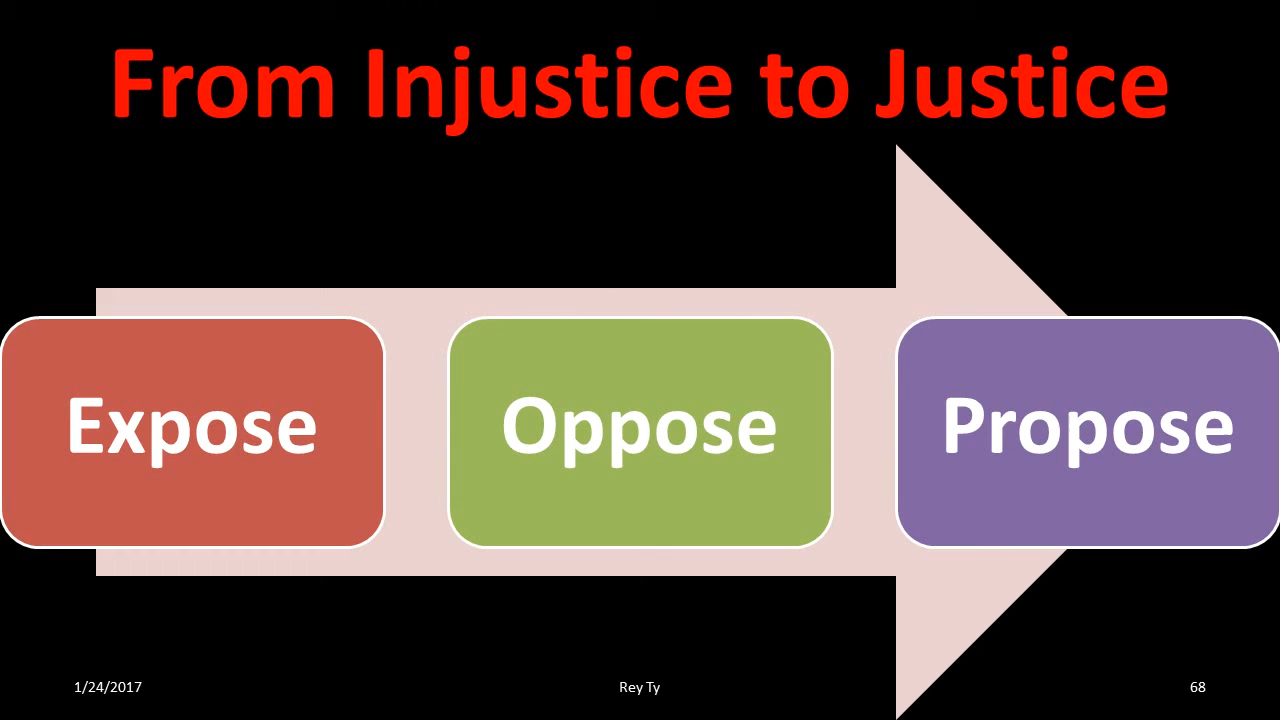 From Injustice to Justice
Expose
Oppose
Propose
1/24/2017
Rey Ty
68